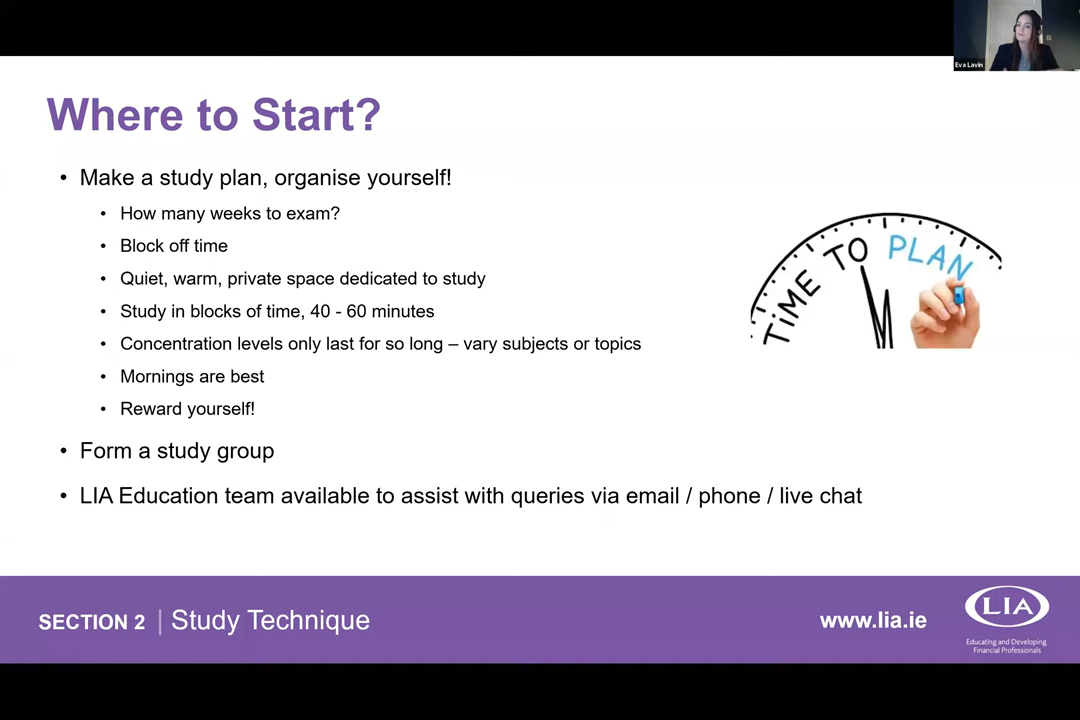 Eva Lavin
Where to Start?
• Make a study plan, organise yourself!
• How many weeks to exam?
• Block off time
• Quiet, warm, private space dedicated to study
• Study in blocks of time, 40 - 60 minutes
• Concentration levels only last for so long – vary subjects or topics
• Mornings are best
• Reward yourself!
• Form a study group
• LIA Education team available to assist with queries via email / phone / live chat
TiME TO PLAN
SECTION 2 | Study Technique
www.lia.ie
LIA
Educating and Developing
Financial Professionals